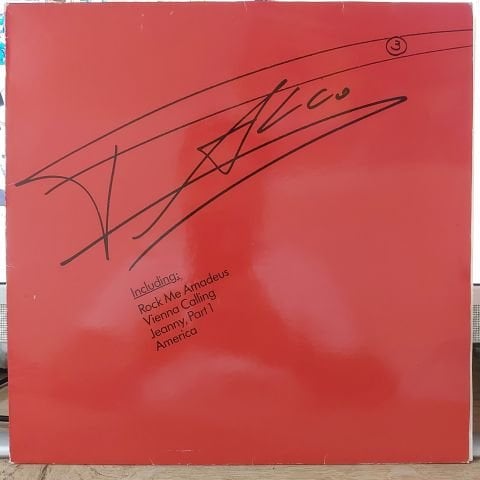 3
FALCO
Including:
Rock Me Amadeus
Vienna Calling
Jeanny, Part 1
America